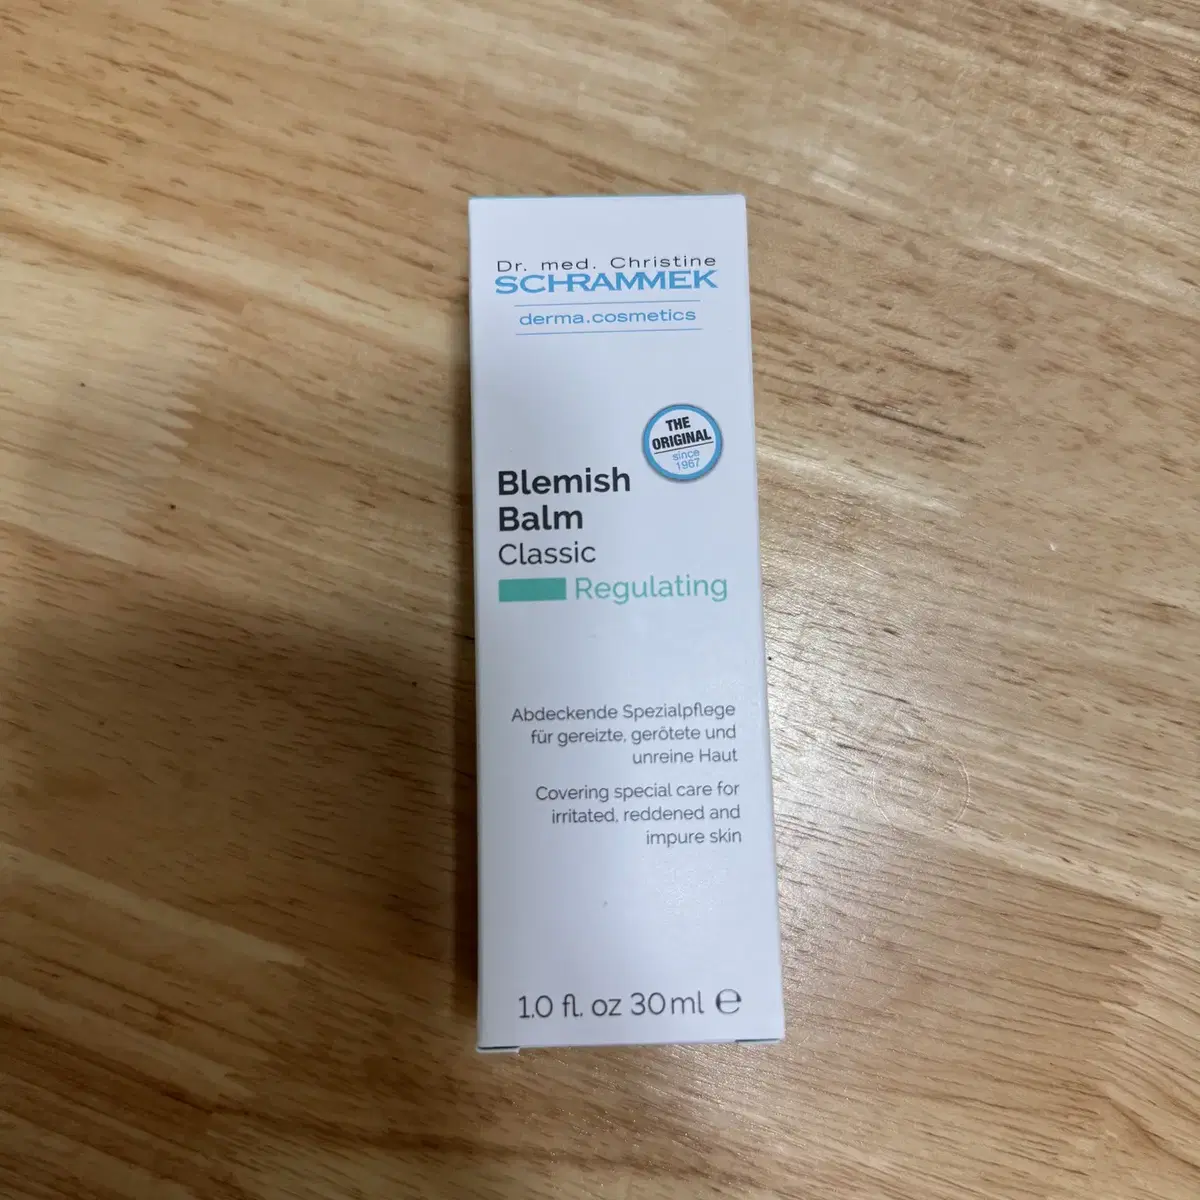 Dr. med. Christine
SCHRAMMEK
derma.cosmetics
THE
ORIGINAL
since
1967
Blemish
Balm
Classic
Regulating
Abdeckende Spezialpflege
für gereizte, gerötete und
unreine Haut
Covering special care for
irritated, reddened and
impure skin
1.0 fl. oz 30 ml ℮